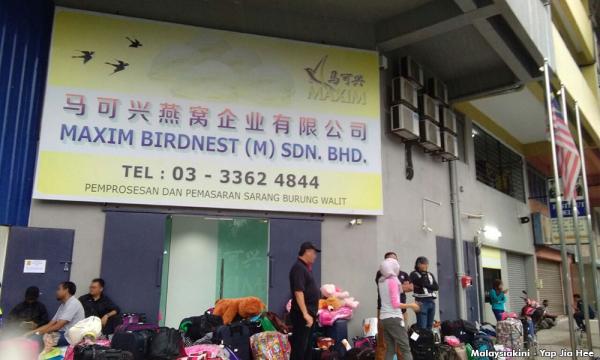 马可兴
MAXIM
马可兴燕窝企业有限公司
MAXIM BIRDNEST (M) SDN. BHD.
TEL : 03 - 3362 4844
PEMPROSESAN DAN PEMASARAN SARANG BURUNG WALIT
Malaysiakini - Yap Jia Hee